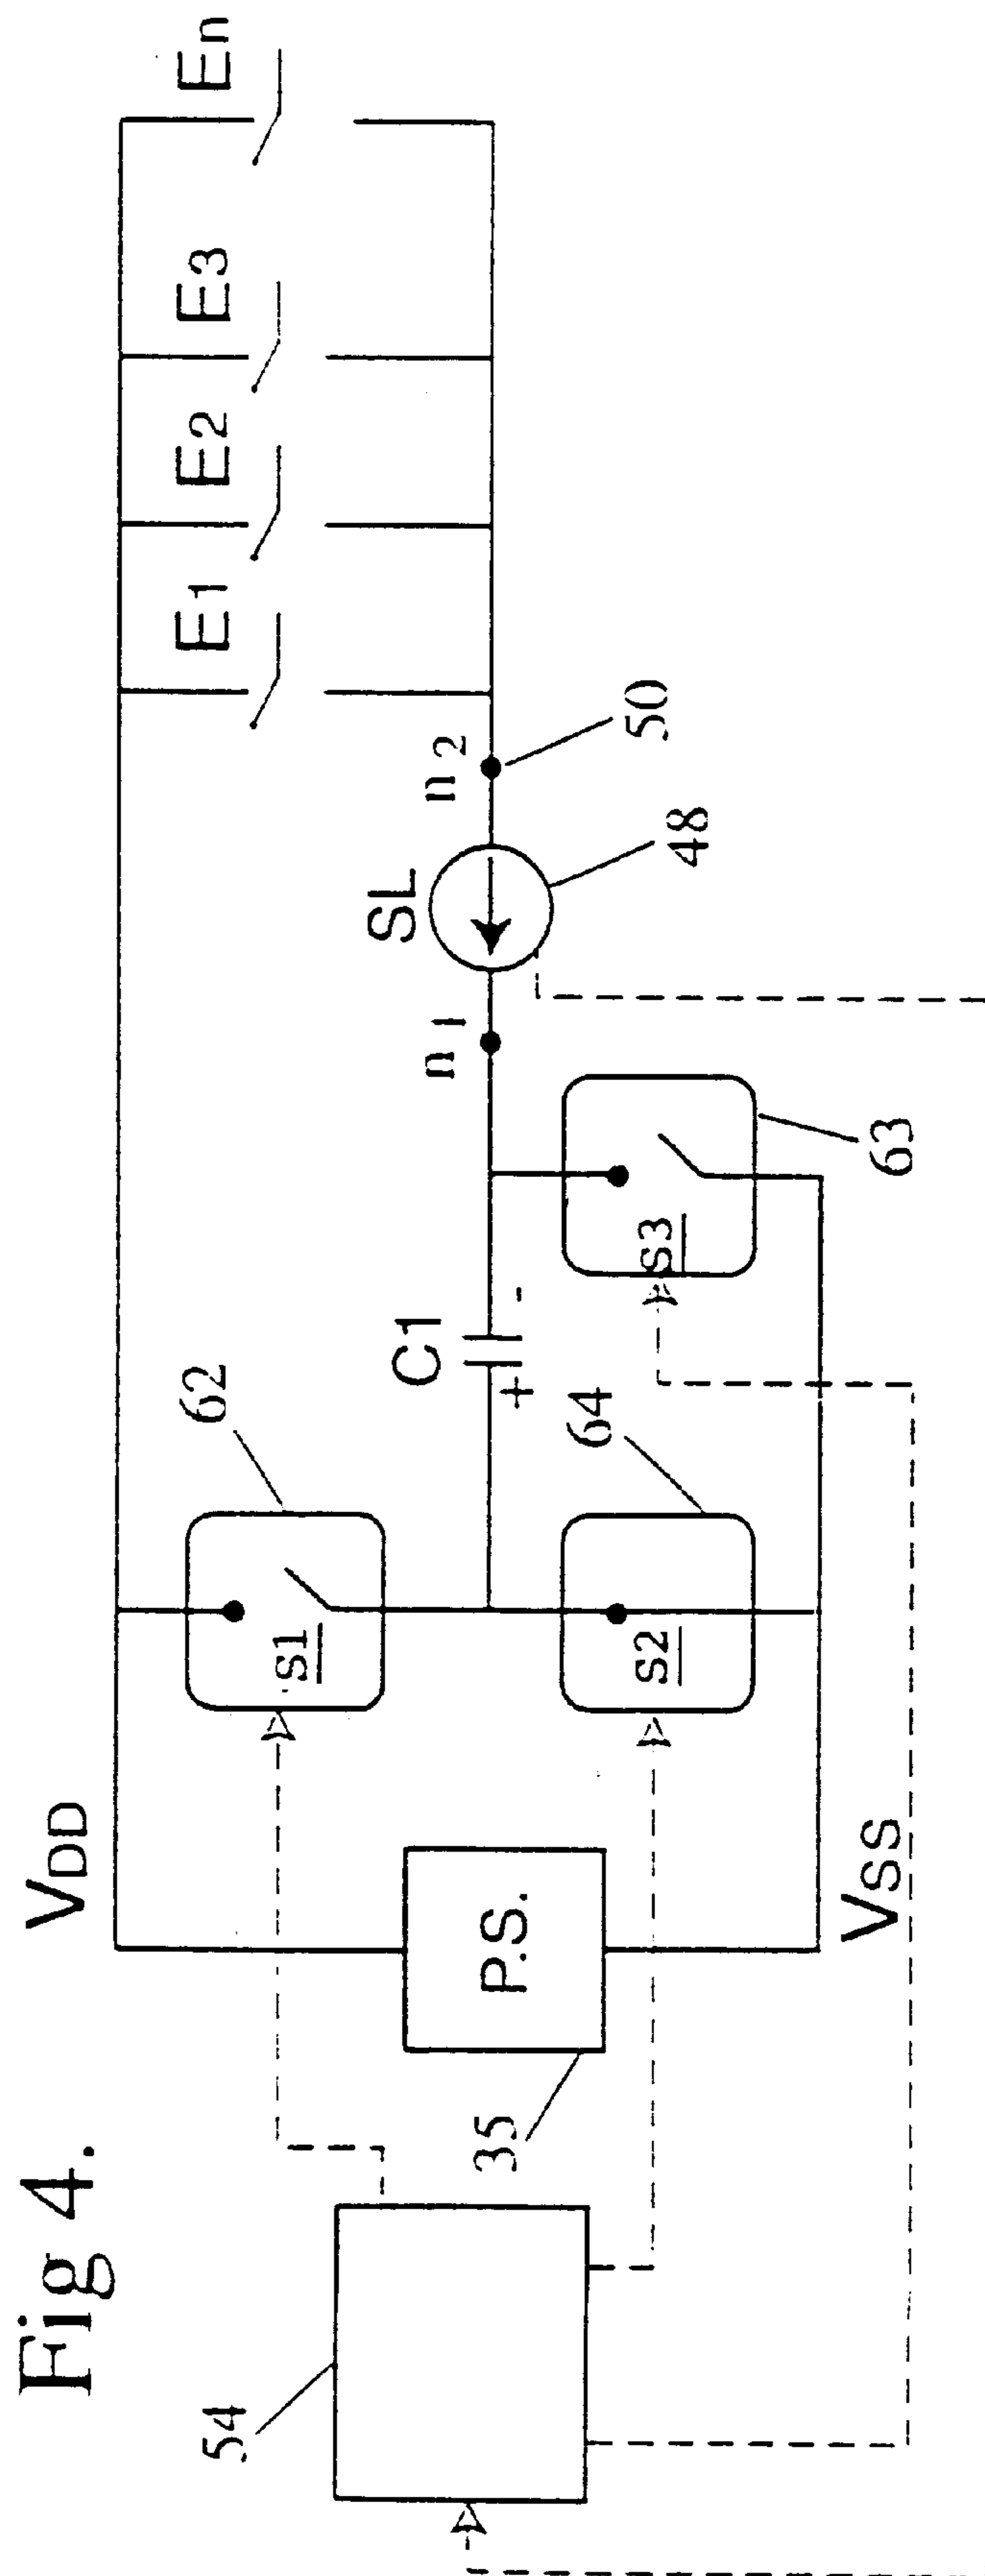 Fig 4.
VDD
E1
E2
E3
En
62
S1
SL
n1
n2
C1
+
-
50
48
54
35
P.S.
64
S2
S3
63
VSS